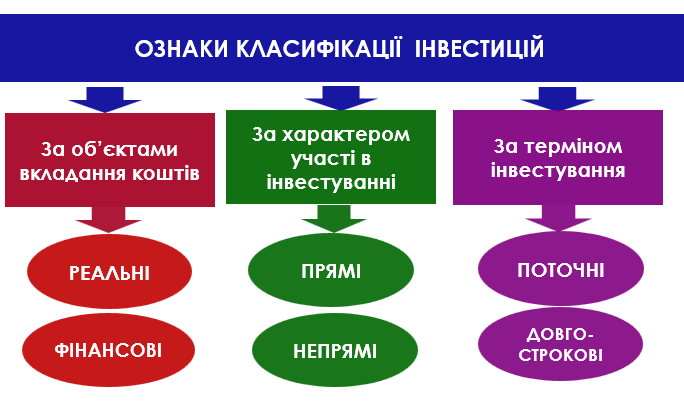 ОЗНАКИ КЛАСИФІКАЦІЇ ІНВЕСТИЦІЙ
За об’єктами
вкладання коштів
РЕАЛЬНІ
ФІНАНСОВІ
За характером
участі в
інвестуванні
ПРЯМІ
НЕПРЯМІ
За терміном
інвестування
ПОТОЧНІ
ДОВГО-
СТРОКОВІ